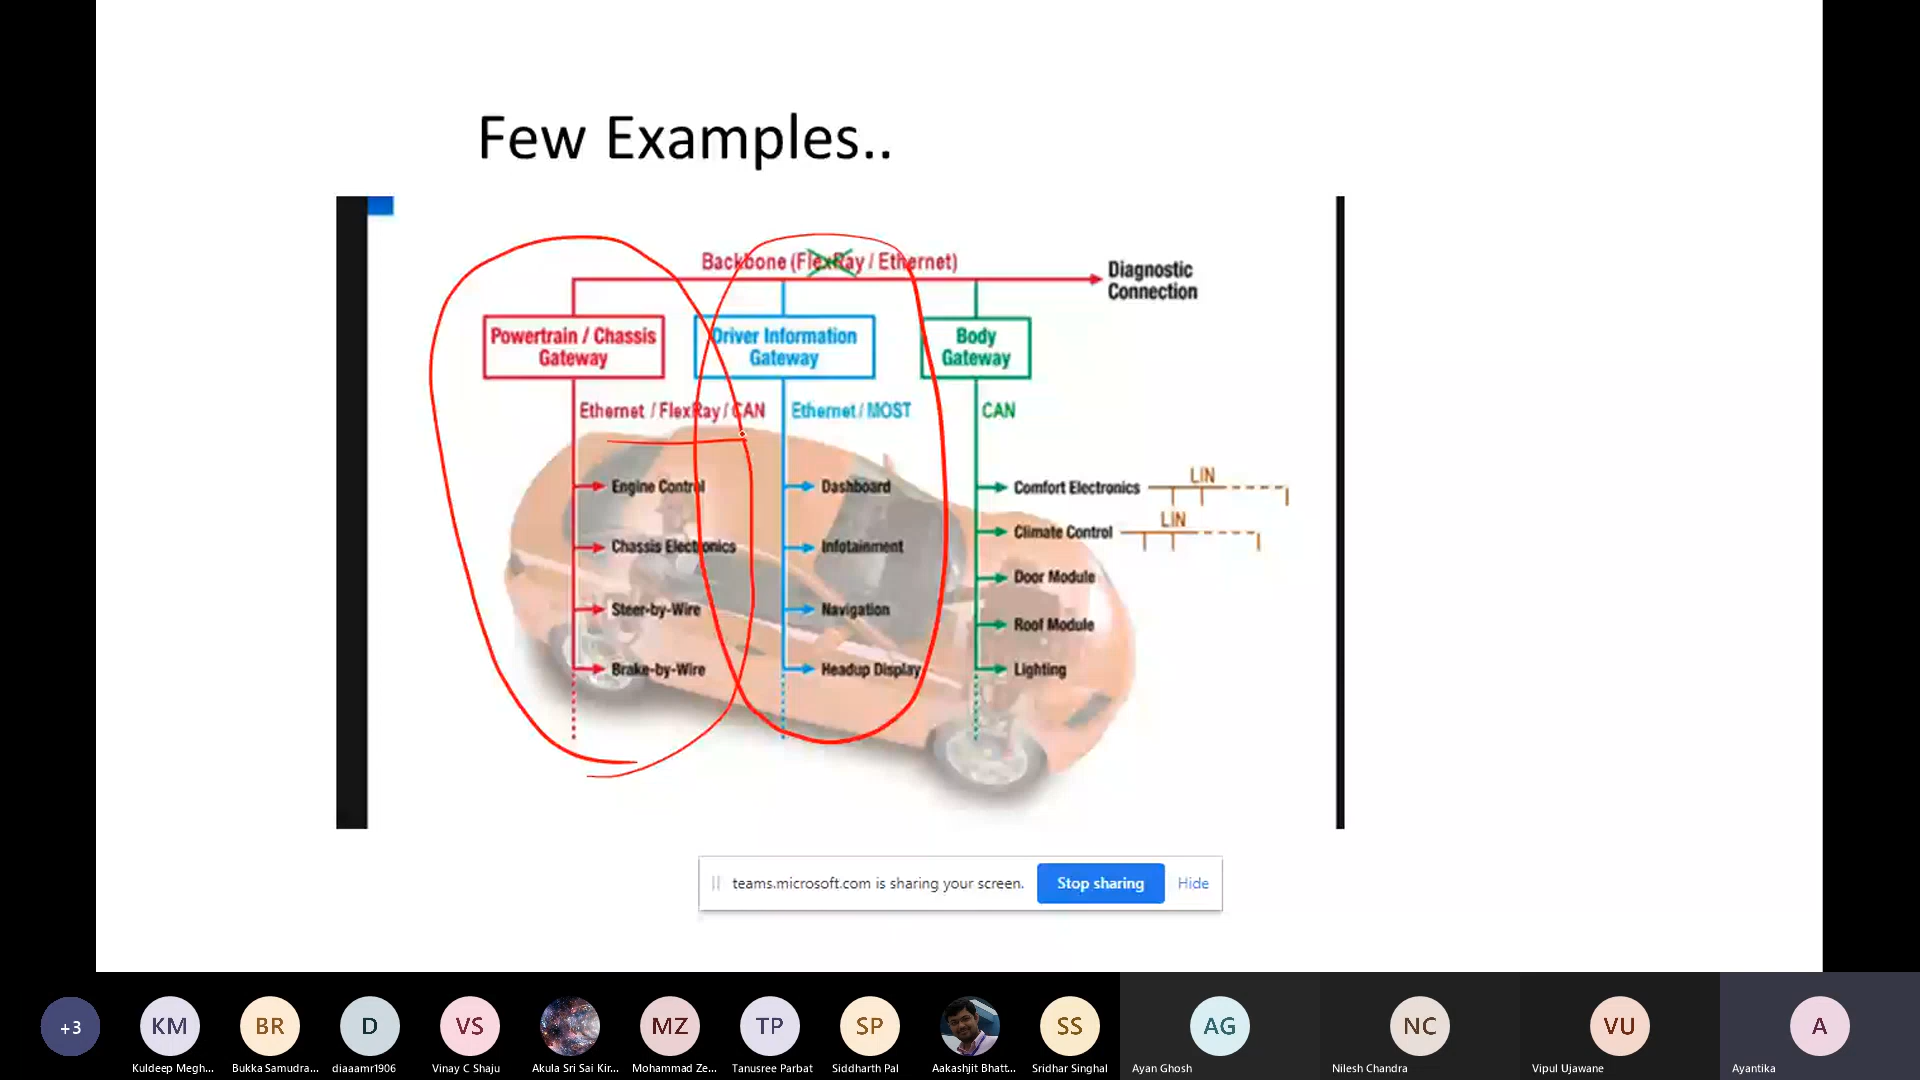 Few Examples..
Backbone (FlexRay / Ethernet)
Diagnostic
Connection
Powertrain / Chassis
Gateway
Driver Information
Gateway
Body
Gateway
Ethernet / FlexRay / CAN
Ethernet / MOST
CAN
Engine Control
Chassis Electronics
Steer-by-Wire
Brake-by-Wire
Dashboard
Infotainment
Navigation
Headup Display
Comfort Electronics
LIN
Climate Control
LIN
Door Module
Roof Module
Lighting
teams.microsoft.com is sharing your screen.
Stop sharing
Hide
+3
KM
BR
D
VS
MZ
TP
SP
SS
AG
NC
VU
A
Kuldeep Megh...
Bukka Samudra...
diaaamr1906
Vinay C Shaju
Akula Sri Sai Kir...
Mohammad Ze...
Tanusree Parbat
Siddharth Pal
Aakashjit Bhatt...
Sridhar Singhal
Ayan Ghosh
Nilesh Chandra
Vipul Ujawane
Ayantika